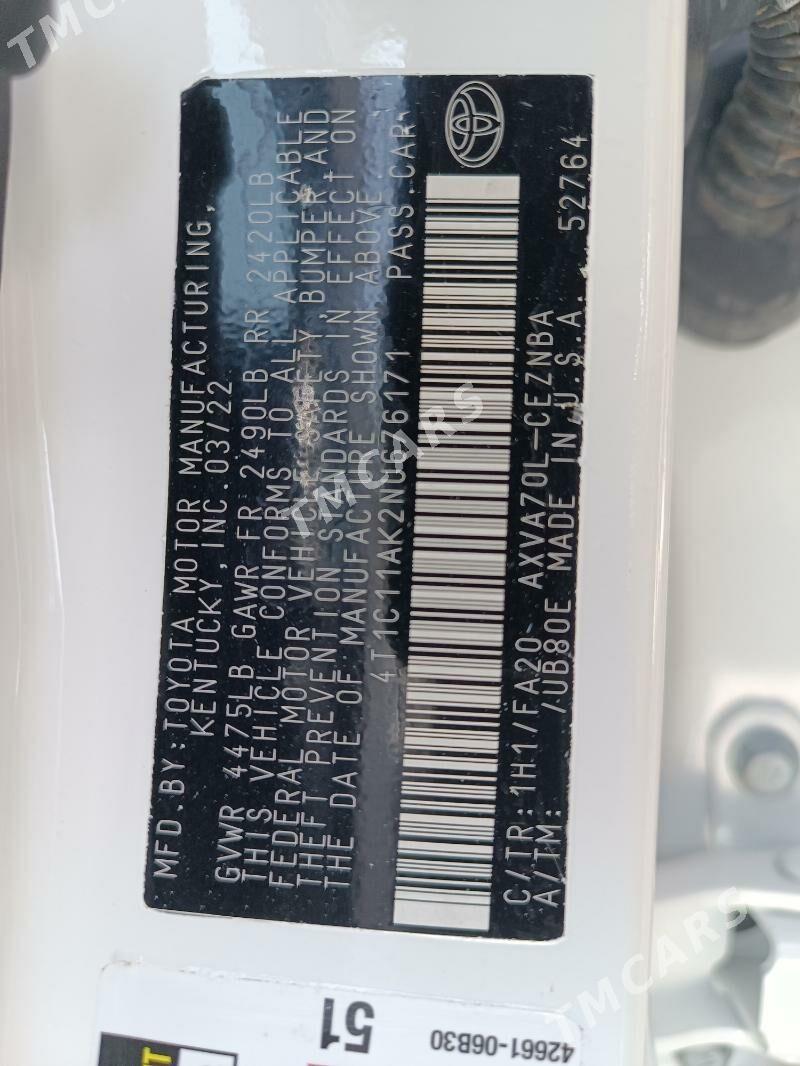 MFD.BY:TOYOTA MOTOR MANUFACTURING,
KENTUCKY,INC.03/22
GVWR 4475LB GAWR FR 2490LB RR 2420LB
THIS VEHICLE CONFORMS TO ALL APPLICABLE
FEDERAL MOTOR VEHICLE SAFETY, BUMPER AND
THEFT PREVENTION STANDARDS IN EFFECT ON
THE DATE OF MANUFACTURE SHOWN ABOVE
4T1C11AK2NU676171 PASS.CAR
C/TR:1H1/FA20 AXVA70L-CEZNBA
A/TM: /UB80E MADE IN U.S.A. 52764
51
42661-06B30
TMCARS
TMCARS
TMCARS